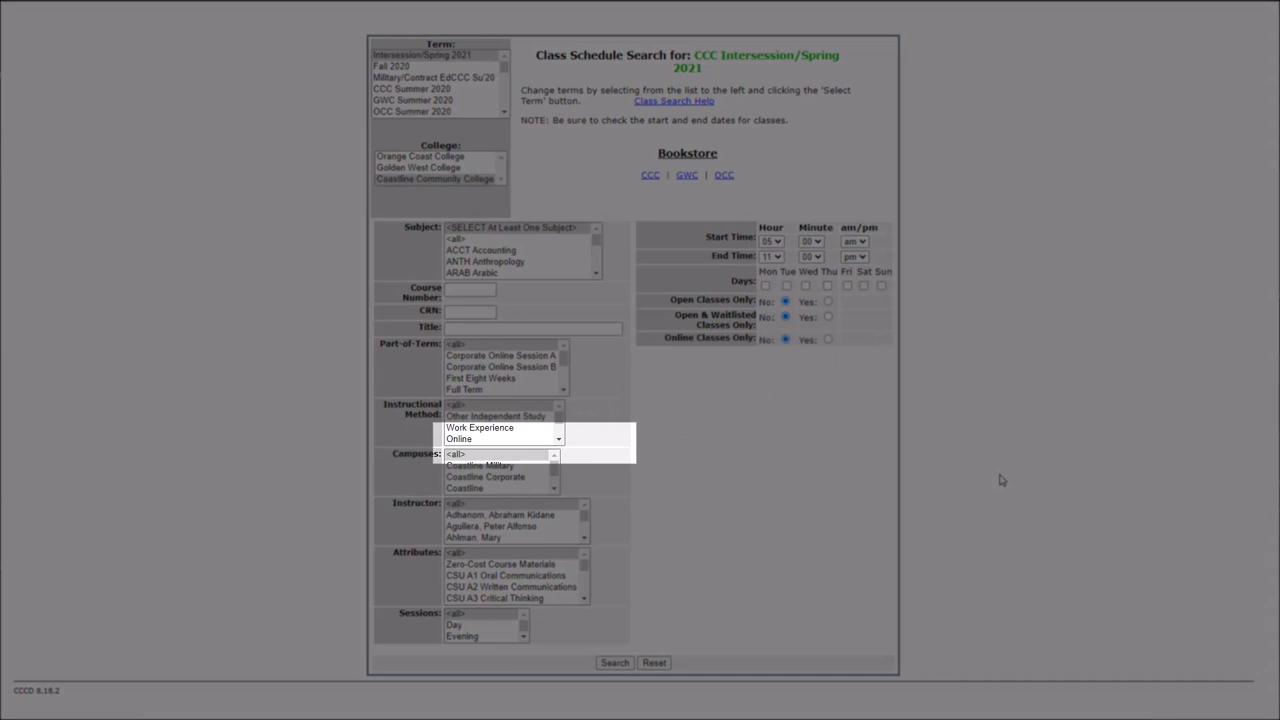 Term:
Intersession/Spring 2021
Fall 2020
Military/Contract EdCCC Su'20
CCC Summer 2020
GWC Summer 2020
OCC Summer 2020
College:
Orange Coast College
Golden West College
Coastline Community College
Class Schedule Search for: CCC Intersession/Spring
2021
Change terms by selecting from the list to the left and clicking the 'Select
Term' button. Class Search Help
NOTE: Be sure to check the start and end dates for classes.
Bookstore
CCC | GWC | OCC
Subject:
<SELECT At Least One Subject>
<all>
ACCT Accounting
ANTH Anthropology
ARAB Arabic
Course
Number:
CRN:
Title:
Part-of-Term:
<all>
Corporate Online Session A
Corporate Online Session B
First Eight Weeks
Full Term
Instructional
Method:
<all>
Other Independent Study
Work Experience
Online
Campuses:
<all>
Coastline Military
Coastline Corporate
Coastline
Instructor:
<all>
Adhanom, Abraham Kidane
Aguilera, Peter Alfonso
Ahlman, Mary
Attributes:
<all>
Zero-Cost Course Materials
CSU A1 Oral Communications
CSU A2 Written Communications
CSU A3 Critical Thinking
Sessions:
<all>
Day
Evening
Hour Minute am/pm
Start Time: 05 00 am
End Time: 11 00 pm
Mon Tue Wed Thu Fri Sat Sun
Days:
Open Classes Only: No: Yes:
Open & Waitlisted
Classes Only: No: Yes:
Online Classes Only: No: Yes:
Search Reset
CCCD 8.18.2